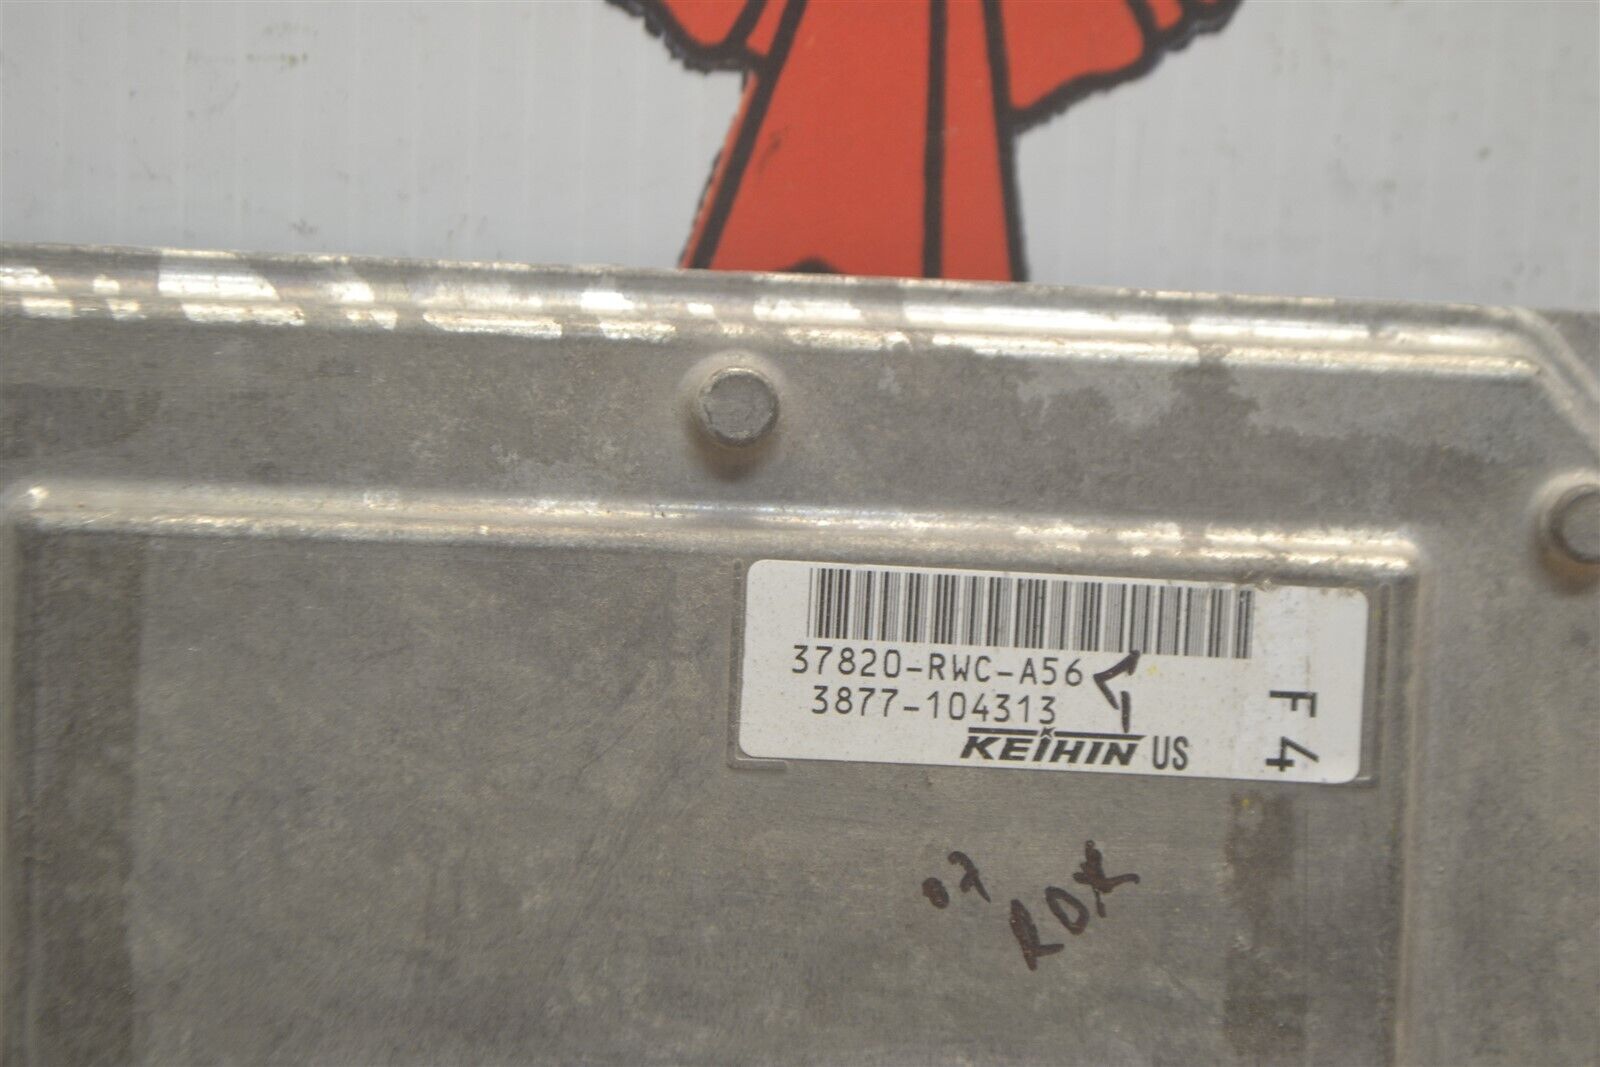 37820-RWC-A56
3877-104313
KEIHIN US
F4
07
RDX